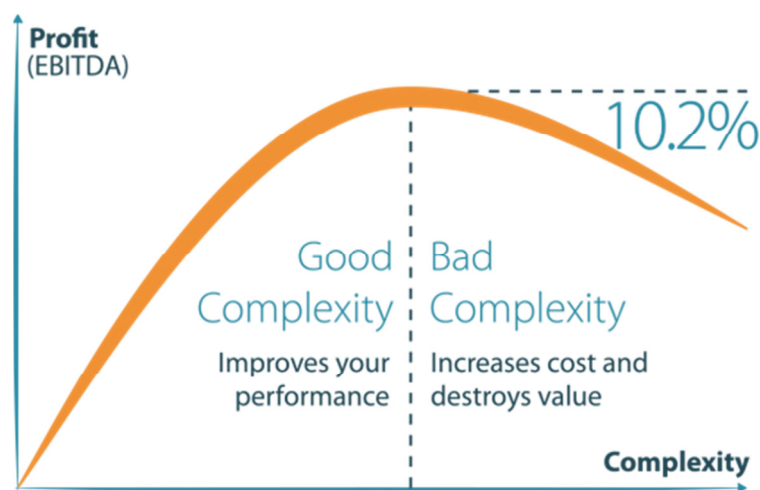 Profit
(EBITDA)
10.2%
Good
Complexity
Improves your
performance
Bad
Complexity
Increases cost and
destroys value
Complexity